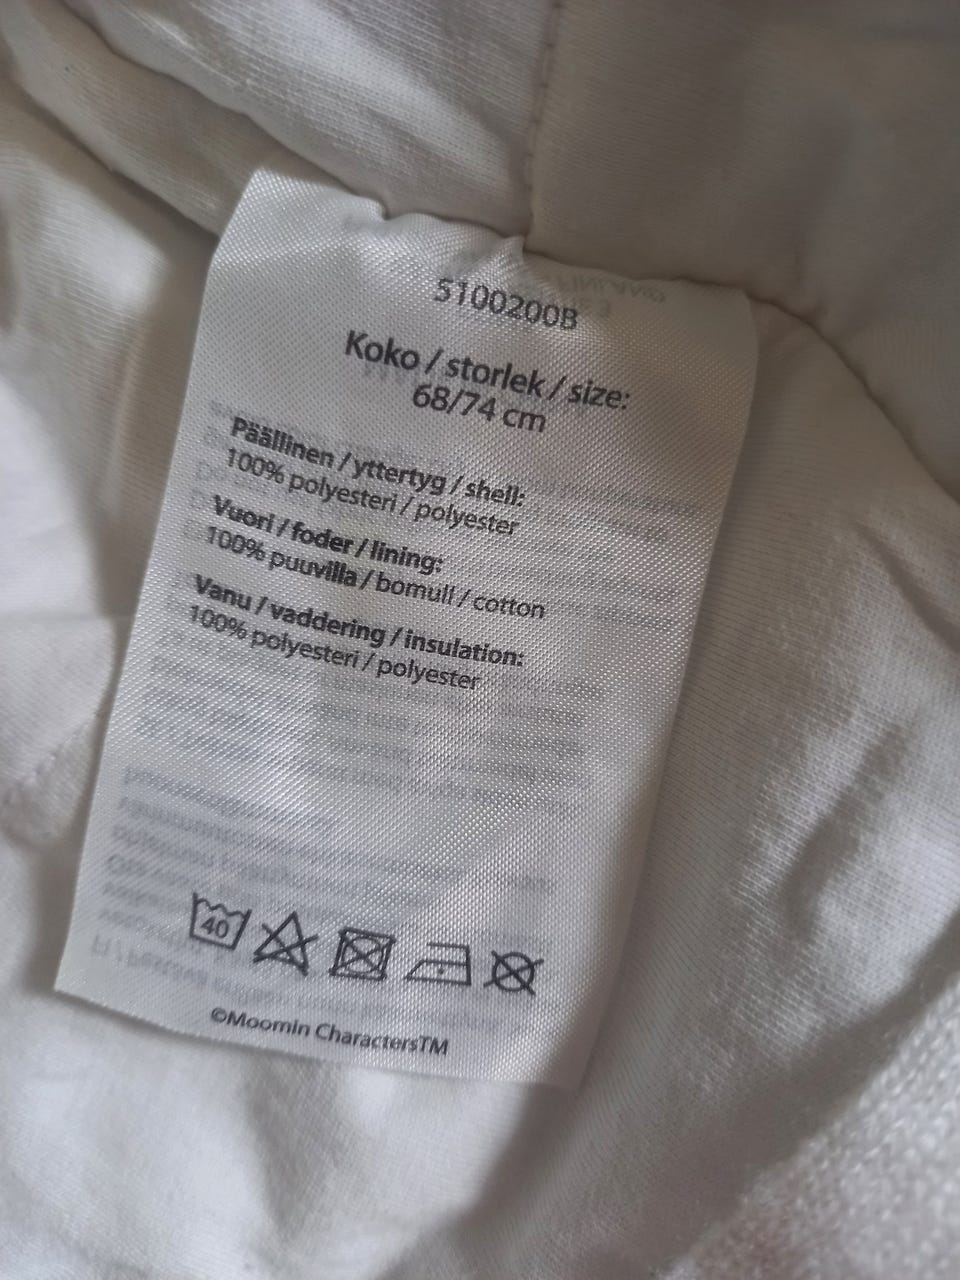 5100200B
Koko / storlek / size:
68/74 cm
Päällinen / yttertyg / shell:
100% polyesteri / polyester
Vuori / foder / lining:
100% puuvilla / bomull / cotton
Vanu / vaddering / insulation:
100% polyesteri / polyester
40
©Moomin CharactersTM